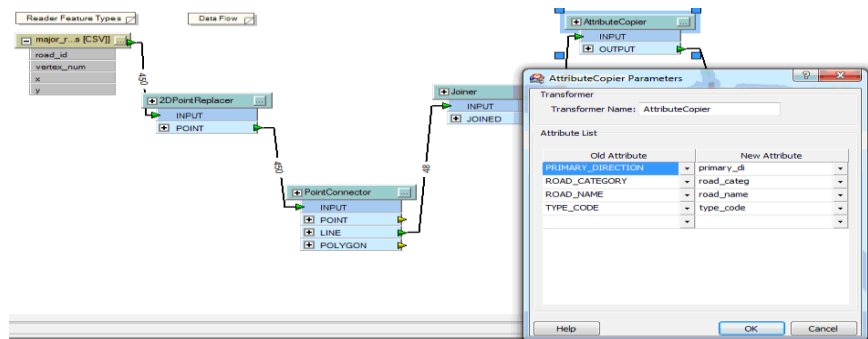 Reader Feature Types
Data Flow
major_r...s [CSV]]
road_id
vertex_num
x
y
450
2DPointReplacer
INPUT
POINT
450
PointConnector
INPUT
POINT
LINE
POLYGON
48
Joiner
INPUT
JOINED
AttributeCopier
INPUT
OUTPUT
AttributeCopier Parameters
Transformer
Transformer Name: AttributeCopier
Attribute List
Old Attribute New Attribute
PRIMARY_DIRECTION primary_di
ROAD_CATEGORY road_categ
ROAD_NAME road_name
TYPE_CODE type_code
Help OK Cancel